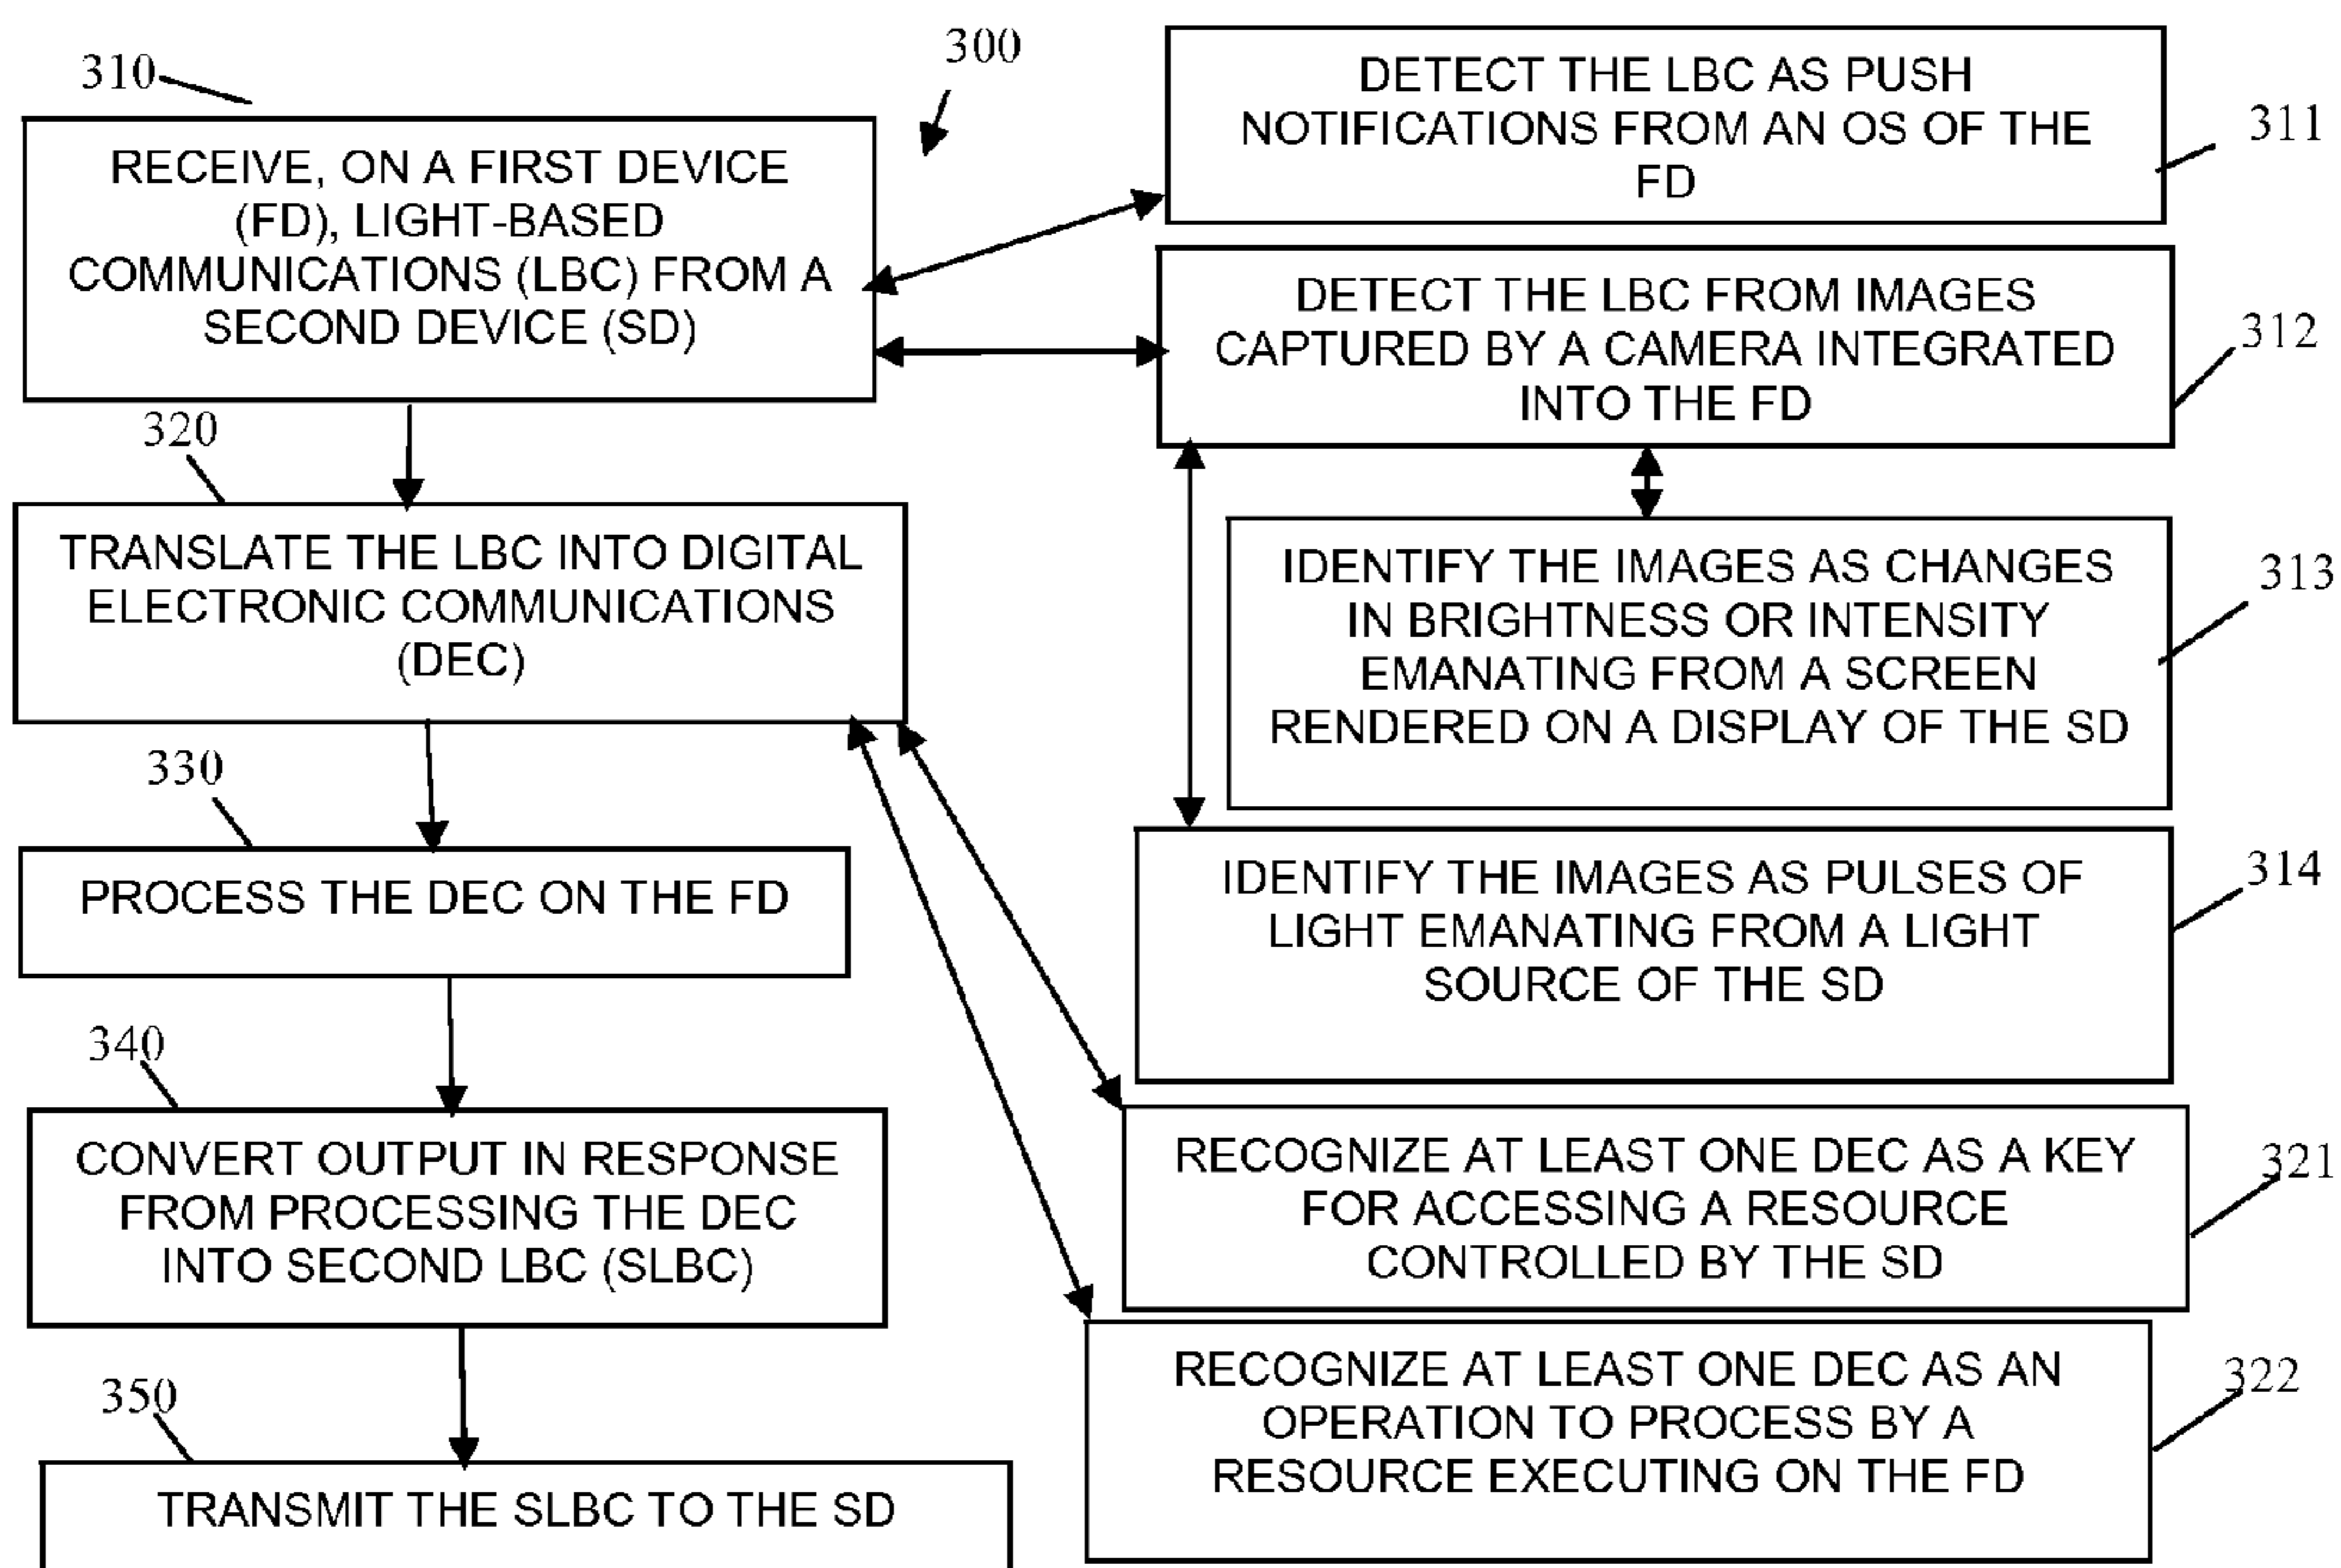 300
310
RECEIVE, ON A FIRST DEVICE
(FD), LIGHT-BASED
COMMUNICATIONS (LBC) FROM A
SECOND DEVICE (SD)
320
TRANSLATE THE LBC INTO DIGITAL
ELECTRONIC COMMUNICATIONS
(DEC)
330
PROCESS THE DEC ON THE FD
340
CONVERT OUTPUT IN RESPONSE
FROM PROCESSING THE DEC
INTO SECOND LBC (SLBC)
350
TRANSMIT THE SLBC TO THE SD
DETECT THE LBC AS PUSH
NOTIFICATIONS FROM AN OS OF THE
FD
311
DETECT THE LBC FROM IMAGES
CAPTURED BY A CAMERA INTEGRATED
INTO THE FD
312
IDENTIFY THE IMAGES AS CHANGES
IN BRIGHTNESS OR INTENSITY
EMANATING FROM A SCREEN
RENDERED ON A DISPLAY OF THE SD
313
IDENTIFY THE IMAGES AS PULSES OF
LIGHT EMANATING FROM A LIGHT
SOURCE OF THE SD
314
RECOGNIZE AT LEAST ONE DEC AS A KEY
FOR ACCESSING A RESOURCE
CONTROLLED BY THE SD
321
RECOGNIZE AT LEAST ONE DEC AS AN
OPERATION TO PROCESS BY A
RESOURCE EXECUTING ON THE FD
322